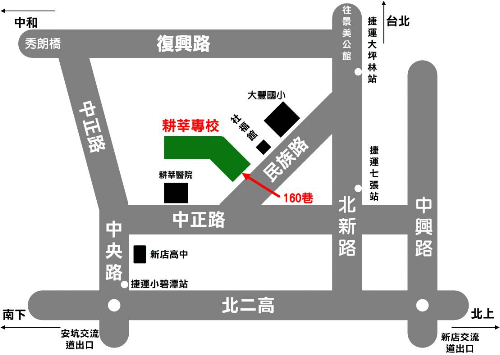 中和
台北
往景美公館
秀朗橋
復興路
捷運大坪林站
大豐國小
社福館
中正路
耕莘專校
民族路
耕莘醫院
160巷
捷運七張站
中正路
北新路
中興路
中央路
新店高中
捷運小碧潭站
南下
北二高
北上
安坑交流
道出口
新店交流
道出口